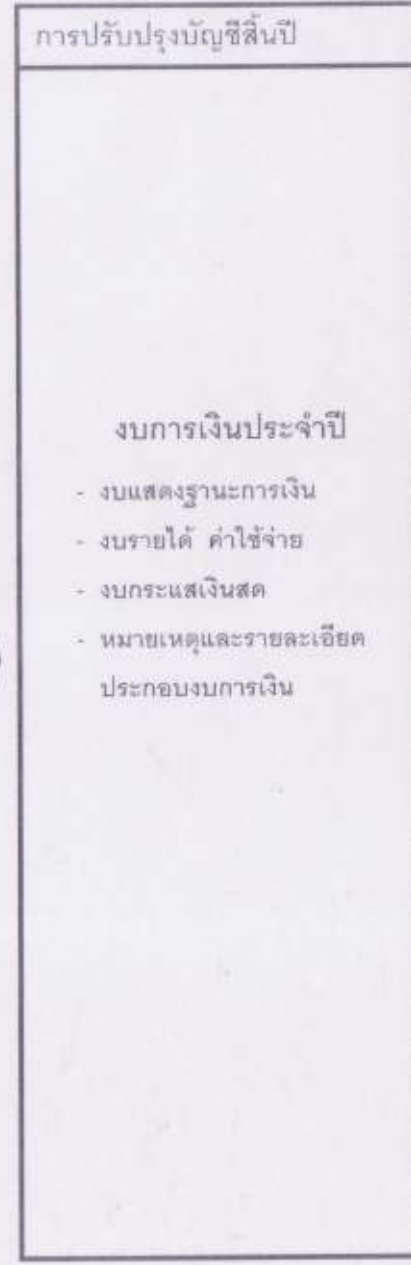 การปรับปรุงบัญชีสิ้นปี
งบการเงินประจำปี
- งบแสดงฐานะการเงิน
- งบรายได้ ค่าใช้จ่าย
- งบกระแสเงินสด
- หมายเหตุและรายละเอียด
ประกอบงบการเงิน